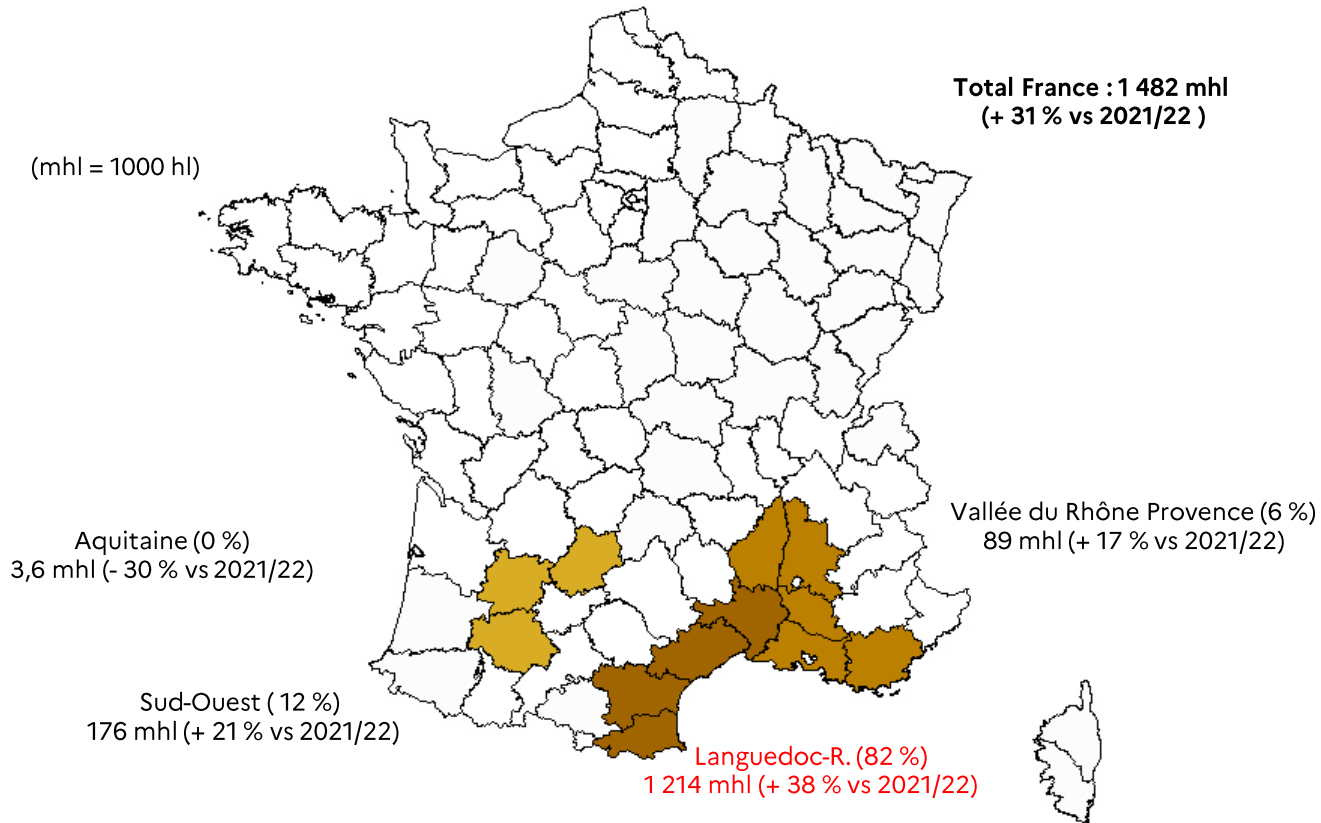 Total France : 1 482 mhl
(+ 31 % vs 2021/22 )
(mhl = 1000 hl)
Vallée du Rhône Provence (6 %)
89 mhl (+ 17 % vs 2021/22)
Aquitaine (0 %)
3,6 mhl (- 30 % vs 2021/22)
Sud-Ouest ( 12 %)
176 mhl (+ 21 % vs 2021/22)
Languedoc-R. (82 %)
1 214 mhl (+ 38 % vs 2021/22)